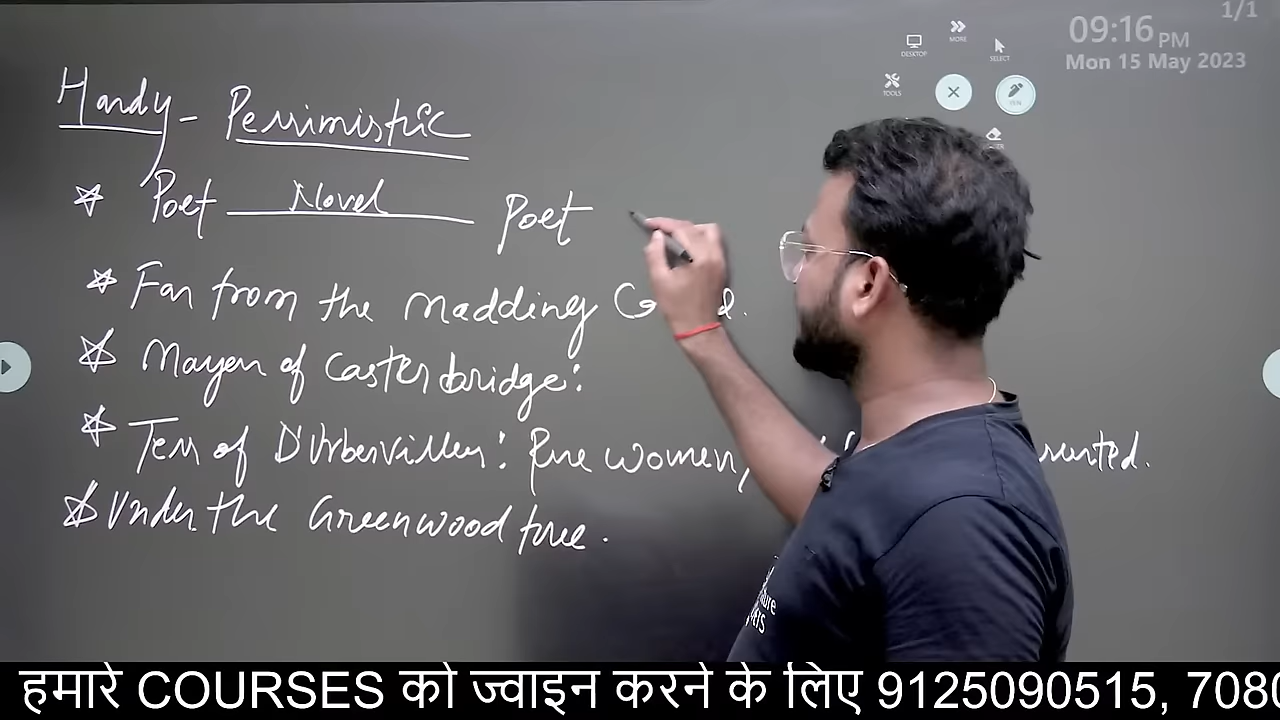 1/1
09:16 PM
Mon 15 May 2023
DESKTOP
MORE
SELECT
TOOLS
PEN
Hardy - Pessimistic
Poet Novel Poet
Far from the Madding
Mayor of Casterbridge:
Tess of D'Urbervilles: Pure women,
Under the Greenwood tree.
हमारे COURSES को ज्वाइन करने के लिए 9125090515, 7080